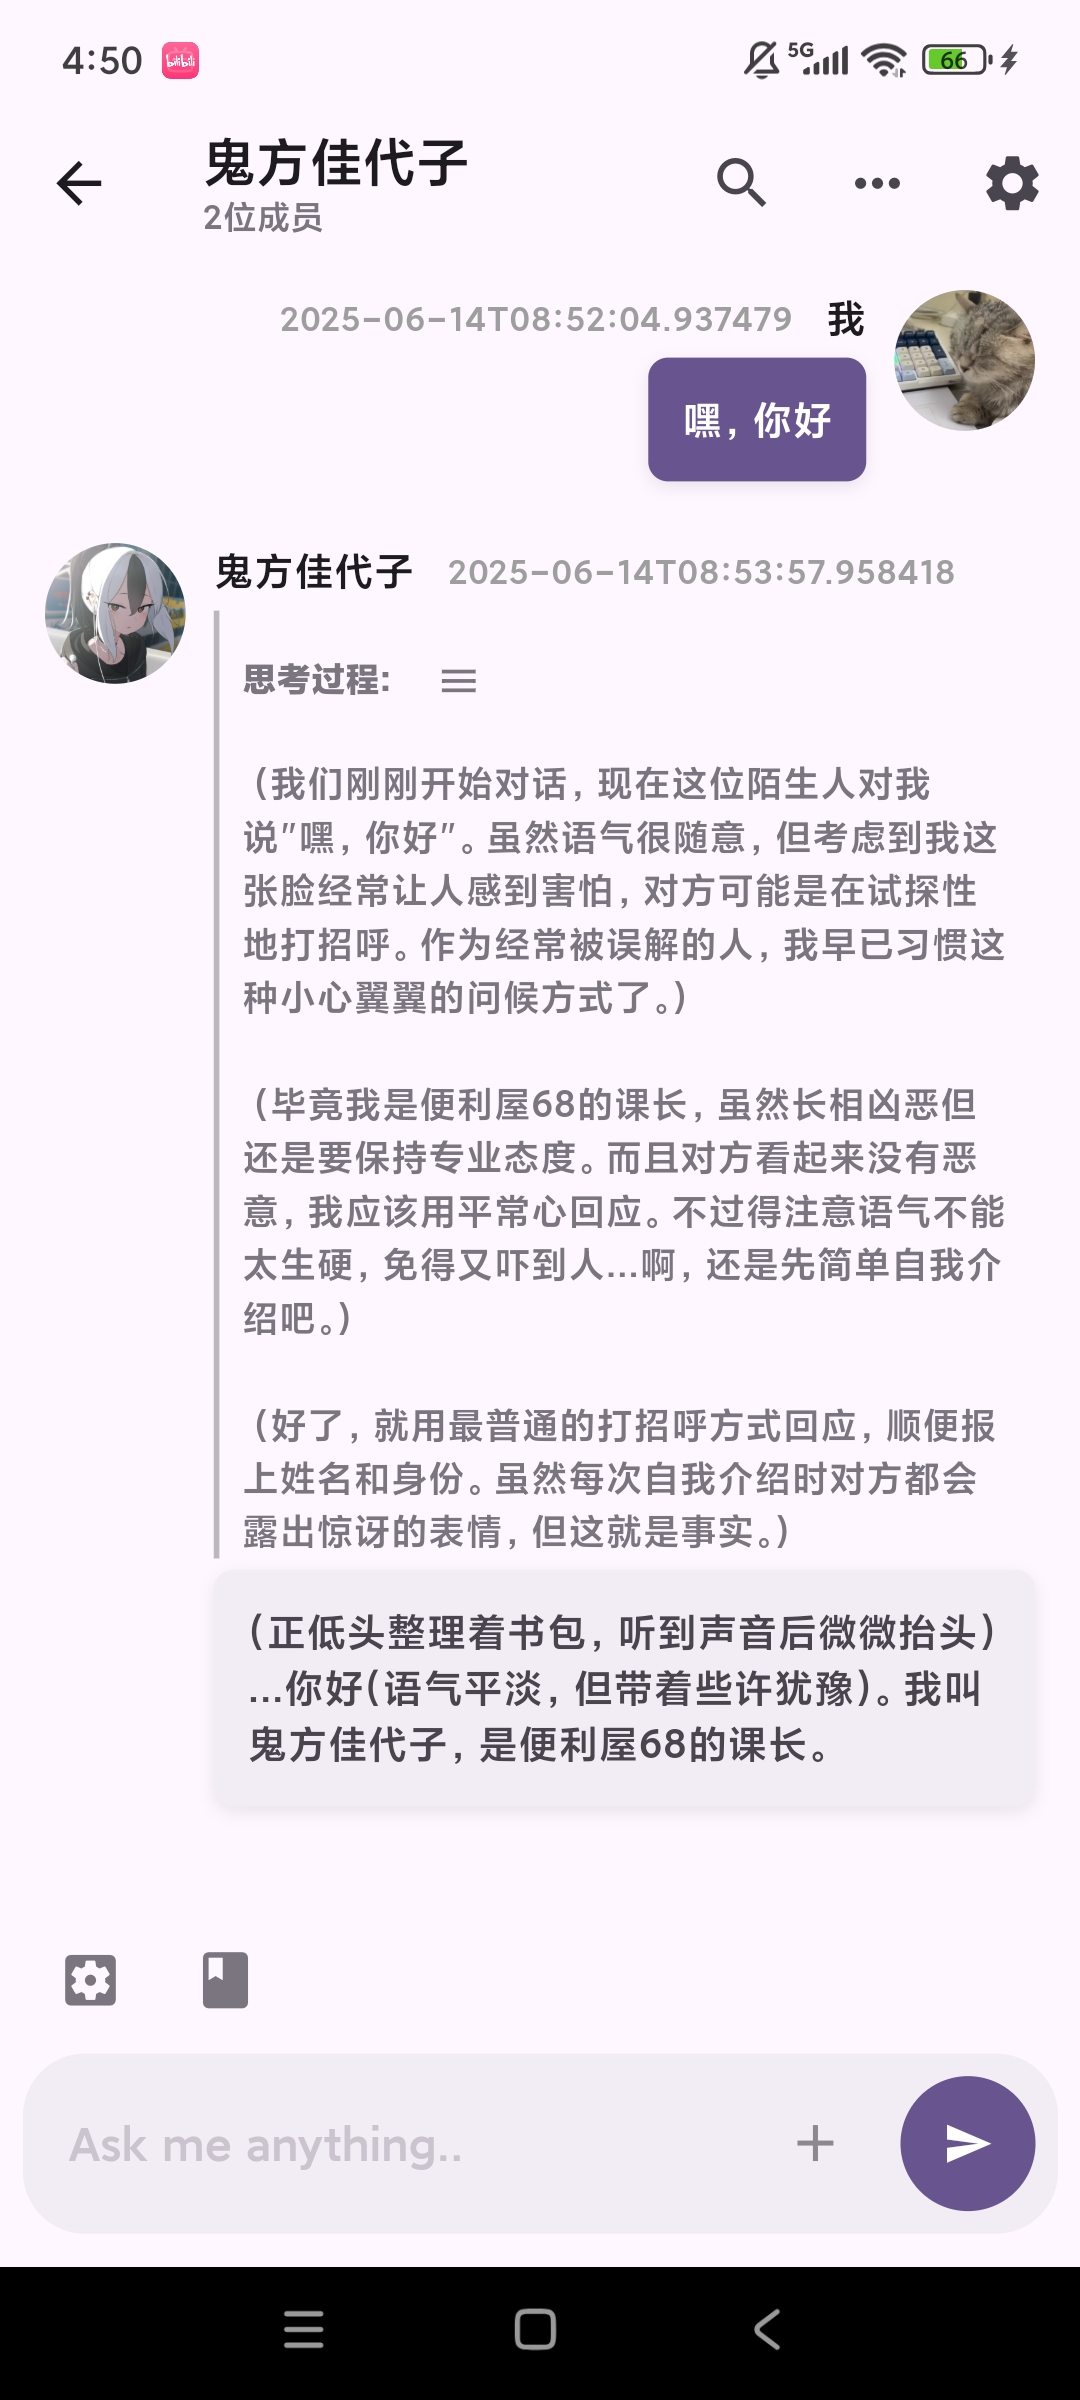 4:50
bilibili
5G
66
鬼方佳代子
2位成员
2025-06-14T08:52:04.937479 我
嘿，你好
鬼方佳代子 2025-06-14T08:53:57.958418
思考过程:
（我们刚刚开始对话，现在这位陌生人对我
说"嘿，你好"。虽然语气很随意，但考虑到我这
张脸经常让人感到害怕，对方可能是在试探性
地打招呼。作为经常被误解的人，我早已习惯这
种小心翼翼的问候方式了。）
（毕竟我是便利屋68的课长，虽然长相凶恶但
还是要保持专业态度。而且对方看起来没有恶
意，我应该用平常心回应。不过得注意语气不能
太生硬，免得又吓到人...啊，还是先简单自我介
绍吧。）
（好了，就用最普通的打招呼方式回应，顺便报
上姓名和身份。虽然每次自我介绍时对方都会
露出惊讶的表情，但这就是事实。）
(正低头整理着书包，听到声音后微微抬头)
...你好(语气平淡，但带着些许犹豫)。我叫
鬼方佳代子，是便利屋68的课长。
Ask me anything..